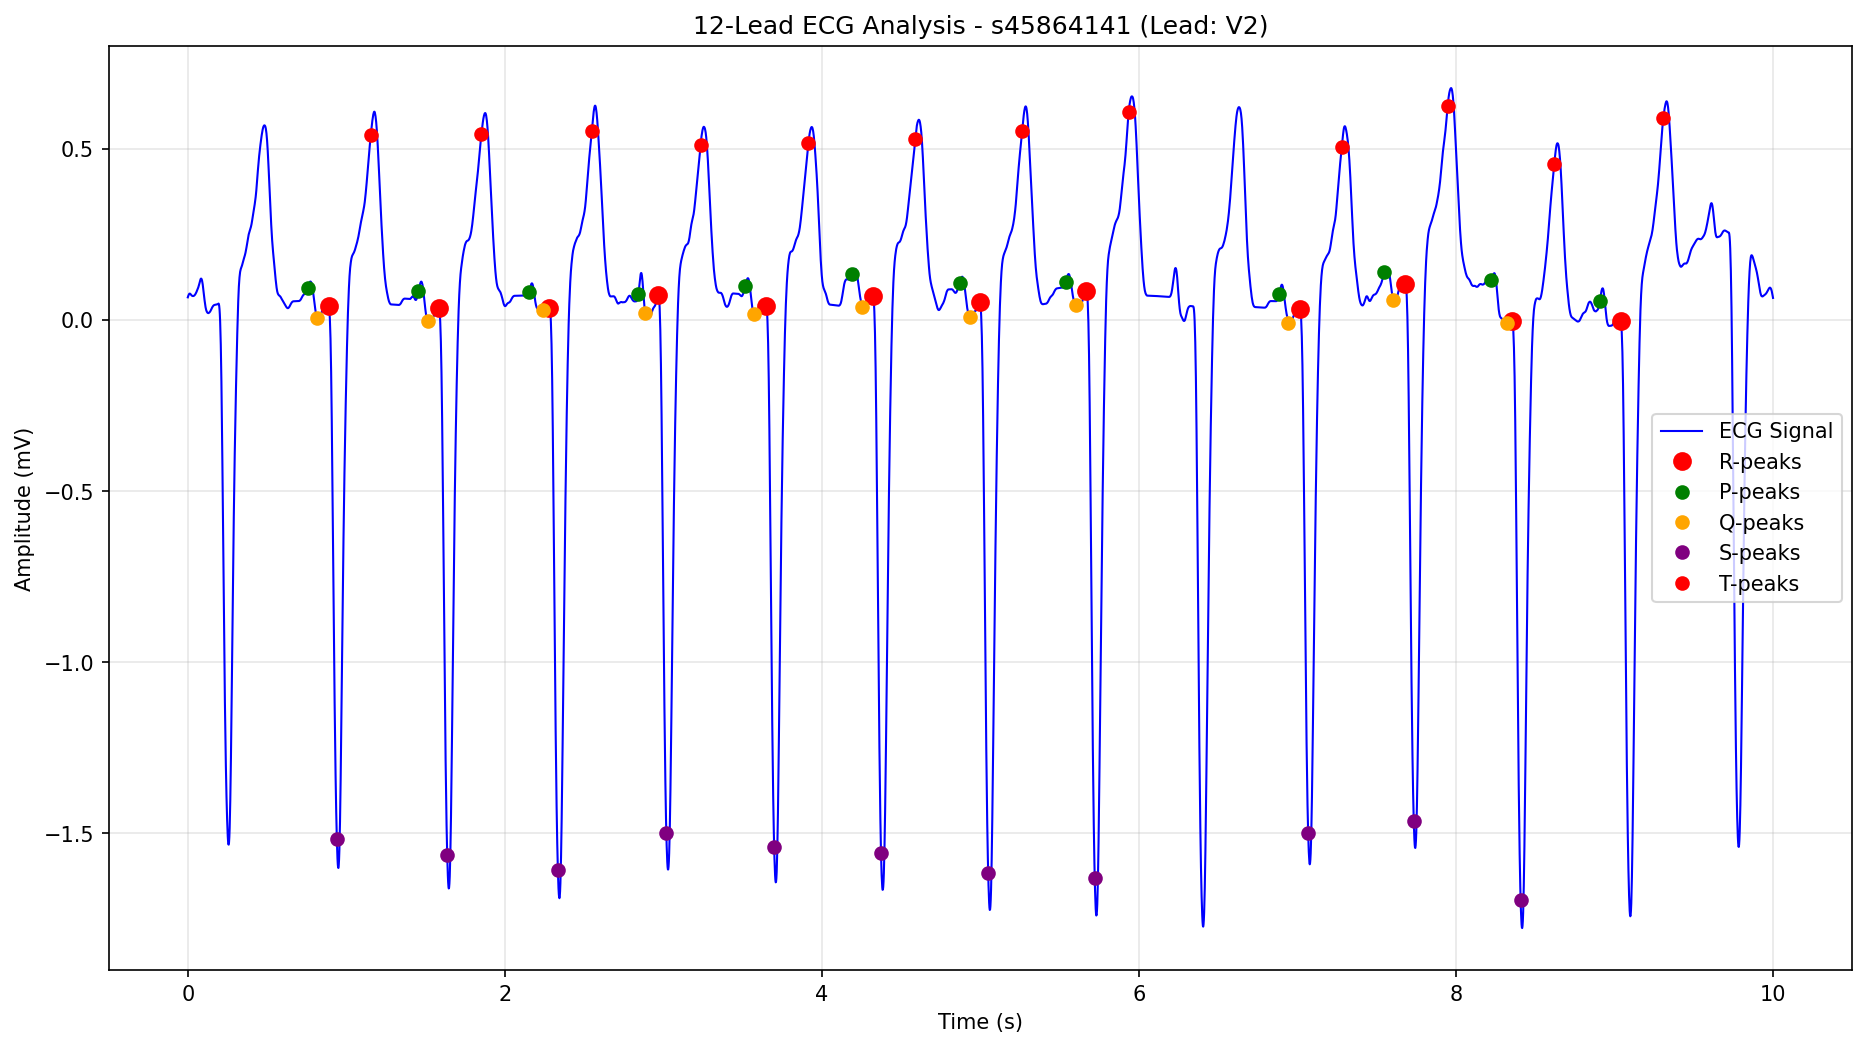 12-Lead ECG Analysis - s45864141 (Lead: V2)
Amplitude (mV)
0.5
0.0
−0.5
−1.0
−1.5
ECG Signal
R-peaks
P-peaks
Q-peaks
S-peaks
T-peaks
0 2 4 6 8 10
Time (s)